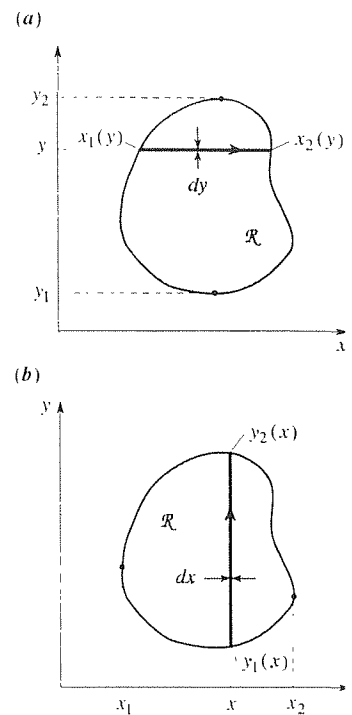 (a)
y₂
y
x₁(y)
x₂(y)
dy
ℛ
y₁
x
(b)
y
y₂(x)
ℛ
dx
y₁(x)
x₁
x
x₂